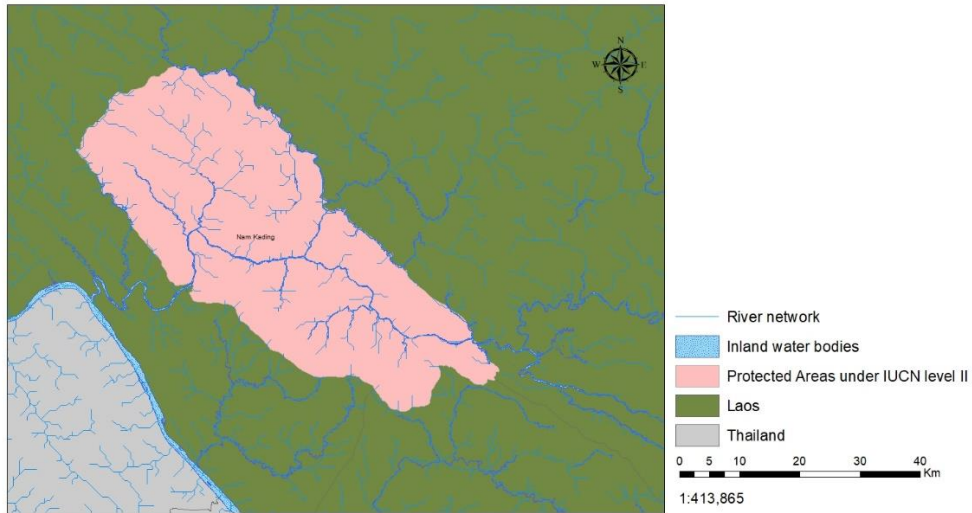 N
W E
S
Nam Kading
River network
Inland water bodies
Protected Areas under IUCN level II
Laos
Thailand
0 5 10 20 30 40
Km
1:413,865